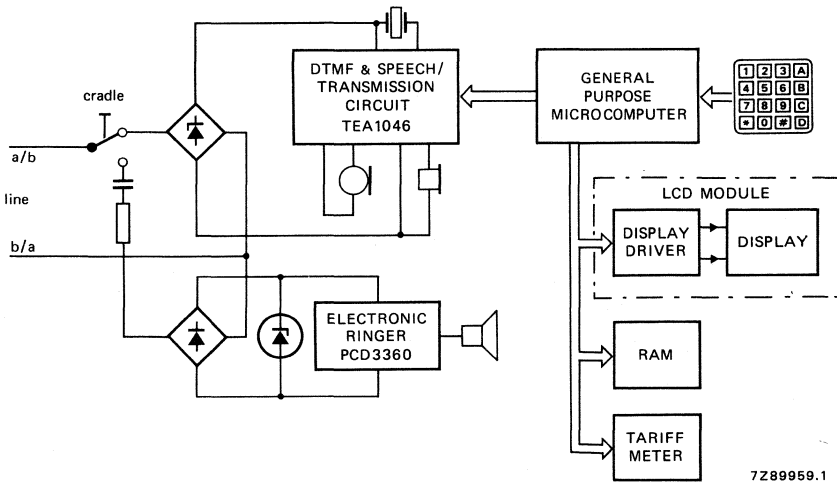 DTMF & SPEECH/
TRANSMISSION
CIRCUIT
TEA1046
GENERAL
PURPOSE
MICROCOMPUTER
1 2 3 A
4 5 6 B
7 8 9 C
* 0 # D
cradle
a/b
line
b/a
LCD MODULE
DISPLAY
DRIVER
DISPLAY
ELECTRONIC
RINGER
PCD3360
RAM
TARIFF
METER
7Z89959.1